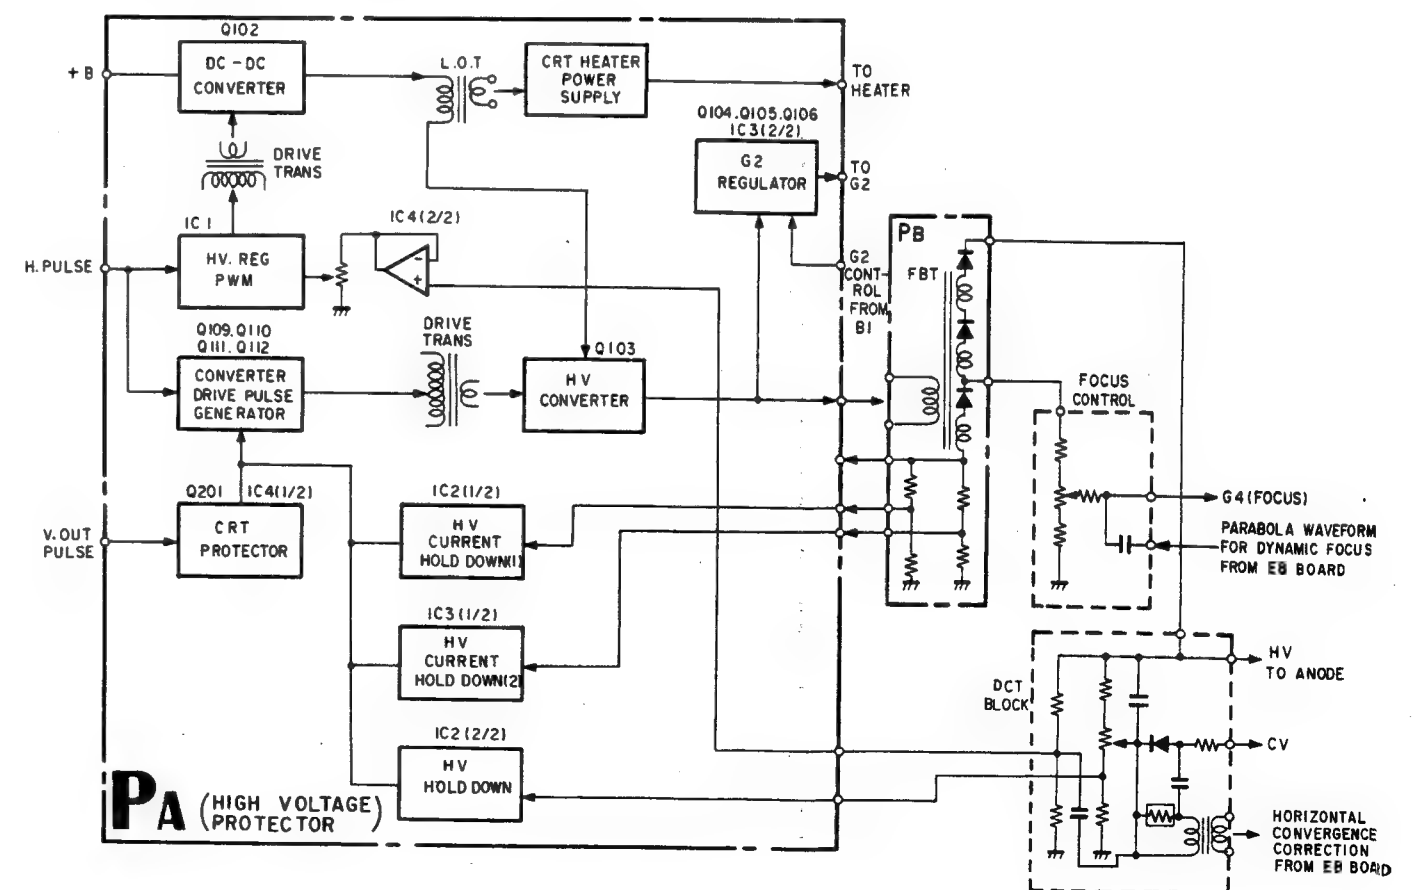 Q102
+B
DC-DC
CONVERTER
L.O.T
CRT HEATER
POWER
SUPPLY
TO
HEATER
DRIVE
TRANS
Q104.Q105.Q106
IC3(2/2)
G2
REGULATOR
TO
G2
IC1
H.PULSE
HV. REG
PWM
IC4(2/2)
-
+
G2
CONT-
ROL
FROM
B1
PB
FBT
Q109.Q110
Q111.Q112
CONVERTER
DRIVE PULSE
GENERATOR
DRIVE
TRANS
Q103
HV
CONVERTER
FOCUS
CONTROL
G4(FOCUS)
PARABOLA WAVEFORM
FOR DYNAMIC FOCUS
FROM EB BOARD
Q201 IC4(1/2)
V.OUT
PULSE
CRT
PROTECTOR
IC2(1/2)
HV
CURRENT
HOLD DOWN(1)
IC3(1/2)
HV
CURRENT
HOLD DOWN(2)
IC2(2/2)
HV
HOLD DOWN
DCT
BLOCK
HV
TO ANODE
CV
HORIZONTAL
CONVERGENCE
CORRECTION
FROM EB BOARD
PA (HIGH VOLTAGE
PROTECTOR)